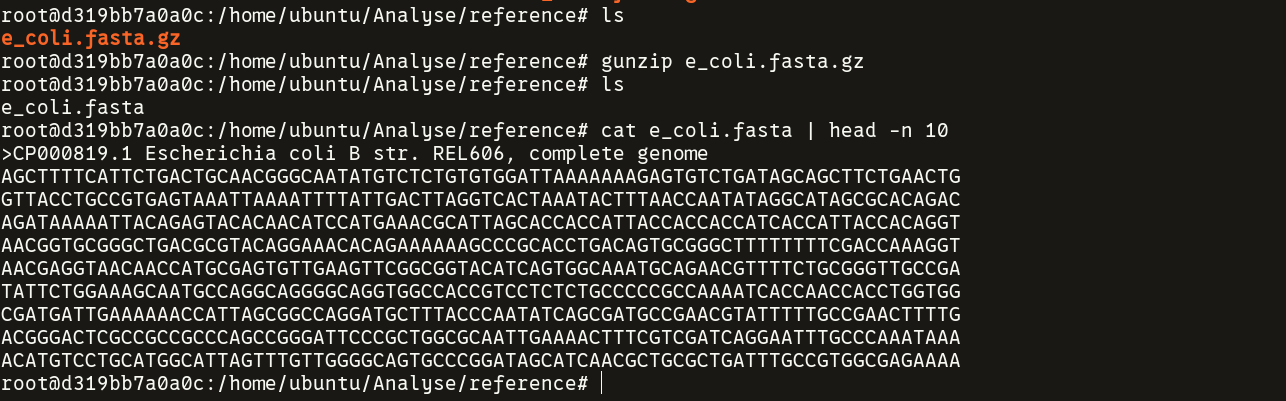 root@d319bb7a0a0c:/home/ubuntu/Analyse/reference# ls
e_coli.fasta.gz
root@d319bb7a0a0c:/home/ubuntu/Analyse/reference# gunzip e_coli.fasta.gz
root@d319bb7a0a0c:/home/ubuntu/Analyse/reference# ls
e_coli.fasta
root@d319bb7a0a0c:/home/ubuntu/Analyse/reference# cat e_coli.fasta | head -n 10
>CP000819.1 Escherichia coli B str. REL606, complete genome
AGCTTTTCATTCTGACTGCAACGGGCAATATGTCTCTGTGTGGATTAAAAAAAGAGTGTCTGATAGCAGCTTCTGAACTG
GTTACCTGCCGTGAGTAAATTAAAATTTTATTGACTTAGGTCACTAAATACTTTAACCAATATAGGCATAGCGCACAGAC
AGATAAAAATTACAGAGTACACAACATCCATGAAACGCATTAGCACCACCATTACCACCACCATCACCATTACCACAGGT
AACGGTGCGGGCTGACGCGTACAGGAAACACAGAAAAAAGCCCGCACCTGACAGTGCGGGCTTTTTTTTCGACCAAAGGT
AACGAGGTAACAACCATGCGAGTGTTGAAGTTCGGCGGTACATCAGTGGCAAATGCAGAACGTTTTCTGCGGGTTGCCGA
TATTCTGGAAAGCAATGCCAGGCAGGGGCAGGTGGCCACCGTCCTCTCTGCCCCCGCCAAAATCACCAACCACCTGGTGG
CGATGATTGAAAAAACCATTAGCGGCCAGGATGCTTTACCCAATATCAGCGATGCCGAACGTATTTTTGCCGAACTTTTG
ACGGGACTCGCCGCCGCCCAGCCGGGATTCCCGCTGGCGCAATTGAAAACTTTCGTCGATCAGGAATTTGCCCAAATAAA
ACATGTCCTGCATGGCATTAGTTTGTTGGGGCAGTGCCCGGATAGCATCAACGCTGCGCTGATTTGCCGTGGCGAGAAAA
root@d319bb7a0a0c:/home/ubuntu/Analyse/reference#